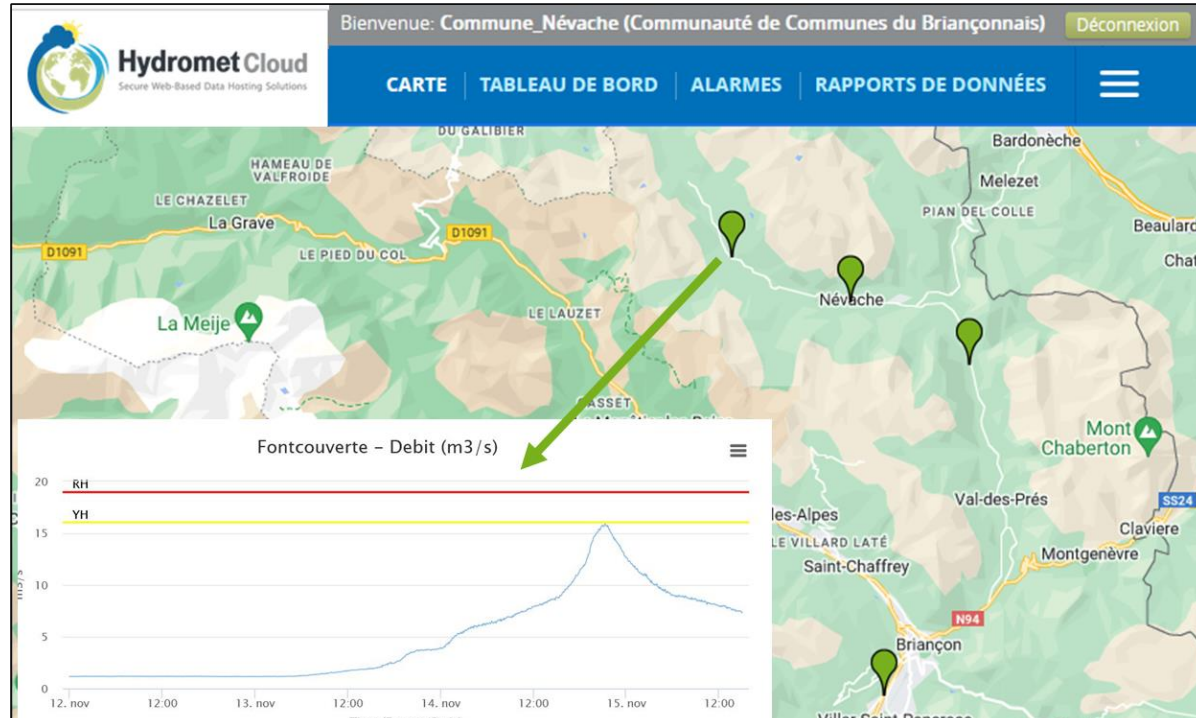 Bienvenue: Commune_Névache (Communauté de Communes du Briançonnais) Déconnexion
Hydromet Cloud
Secure Web-Based Data Hosting Solutions
CARTE TABLEAU DE BORD ALARMES RAPPORTS DE DONNÉES
DU GALIBIER
Bardonèche
HAMEAU DE
VALFROIDE
Melezet
LE CHAZELET
La Grave
PIAN DEL COLLE
Beaulard
D1091
D1091
LE PIED DU COL
Chat
Névache
LE LAUZET
La Meije
CASSET
Mont
Chaberton
Fontcouverte – Debit (m3/s)
20
RH
YH
15
10
5
0
m3/s
12. nov 12:00 13. nov 12:00 14. nov 12:00 15. nov 12:00
Val-des-Prés
SS24
les-Alpes
Claviere
LE VILLARD LATÉ
Montgenèvre
Saint-Chaffrey
N94
Briançon